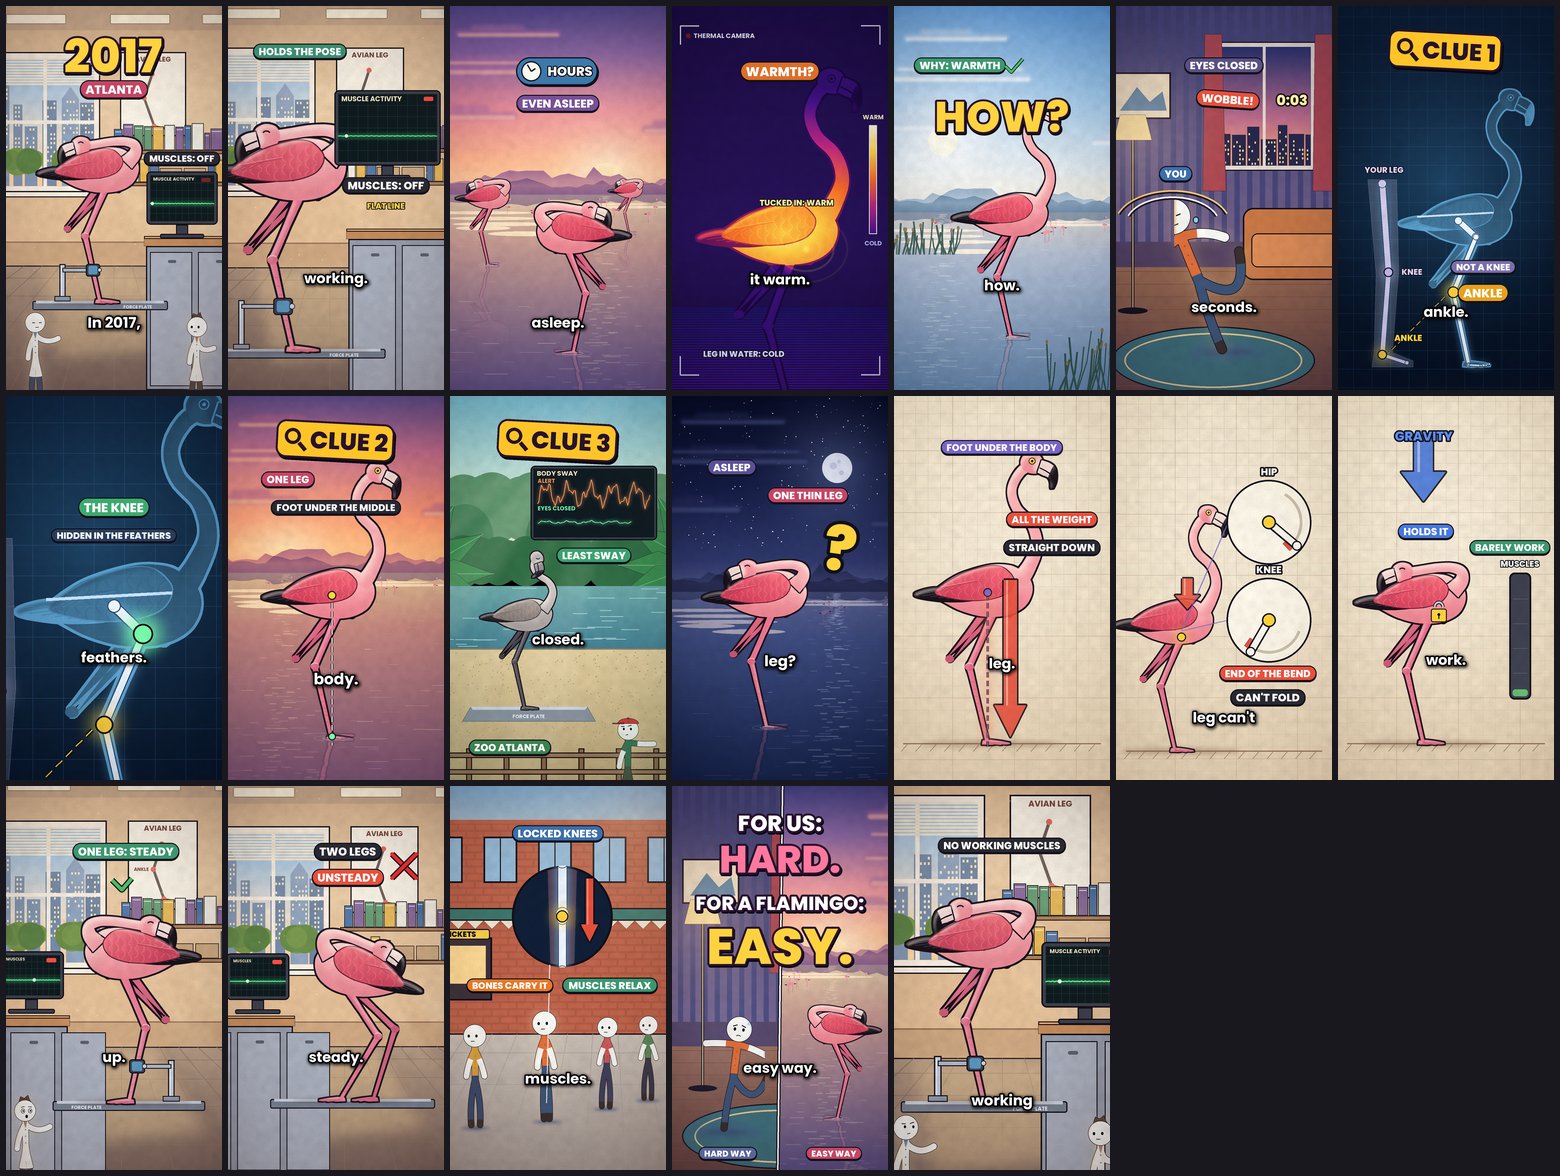 2017
ATLANTA
MUSCLES: OFF
MUSCLE ACTIVITY
FORCE PLATE
In 2017,
HOLDS THE POSE
AVIAN LEG
MUSCLE ACTIVITY
MUSCLES: OFF
FLAT LINE
working.
FORCE PLATE
HOURS
EVEN ASLEEP
asleep.
THERMAL CAMERA
WARMTH?
WARM
TUCKED IN: WARM
COLD
it warm.
LEG IN WATER: COLD
WHY: WARMTH
HOW?
how.
EYES CLOSED
WOBBLE!
0:03
YOU
seconds.
CLUE 1
YOUR LEG
KNEE
NOT A KNEE
ANKLE
ankle.
ANKLE
THE KNEE
HIDDEN IN THE FEATHERS
feathers.
CLUE 2
ONE LEG
FOOT UNDER THE MIDDLE
body.
CLUE 3
BODY SWAY
ALERT
EYES CLOSED
LEAST SWAY
closed.
FORCE PLATE
ZOO ATLANTA
ASLEEP
ONE THIN LEG
?
leg?
FOOT UNDER THE BODY
ALL THE WEIGHT
STRAIGHT DOWN
leg.
HIP
KNEE
END OF THE BEND
CAN'T FOLD
leg can't
GRAVITY
HOLDS IT
BARELY WORK
MUSCLES
work.
AVIAN LEG
ONE LEG: STEADY
ANKLE
MUSCLES
up.
FORCE PLATE
AVIAN LEG
TWO LEGS
UNSTEADY
MUSCLES
steady.
LOCKED KNEES
BONES CARRY IT
MUSCLES RELAX
muscles.
FOR US:
HARD.
FOR A FLAMINGO:
EASY.
easy way.
HARD WAY
EASY WAY
AVIAN LEG
NO WORKING MUSCLES
MUSCLE ACTIVITY
working